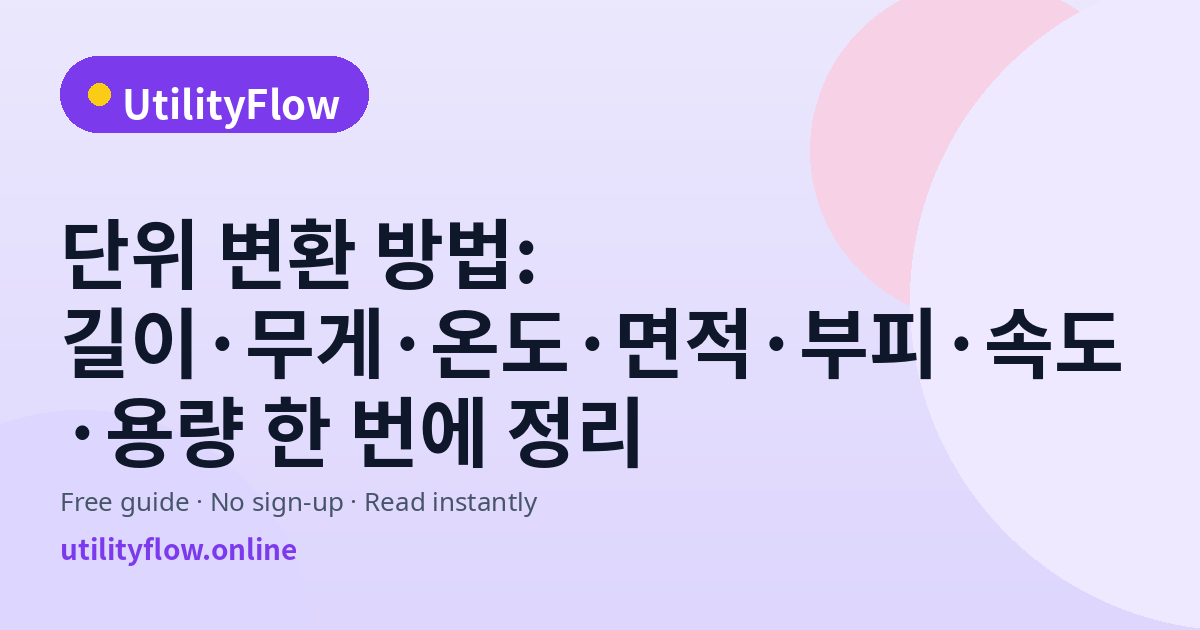 UtilityFlow
단위 변환 방법:
길이·무게·온도·면적·부피·속도
·용량 한 번에 정리
Free guide · No sign-up · Read instantly
utilityflow.online